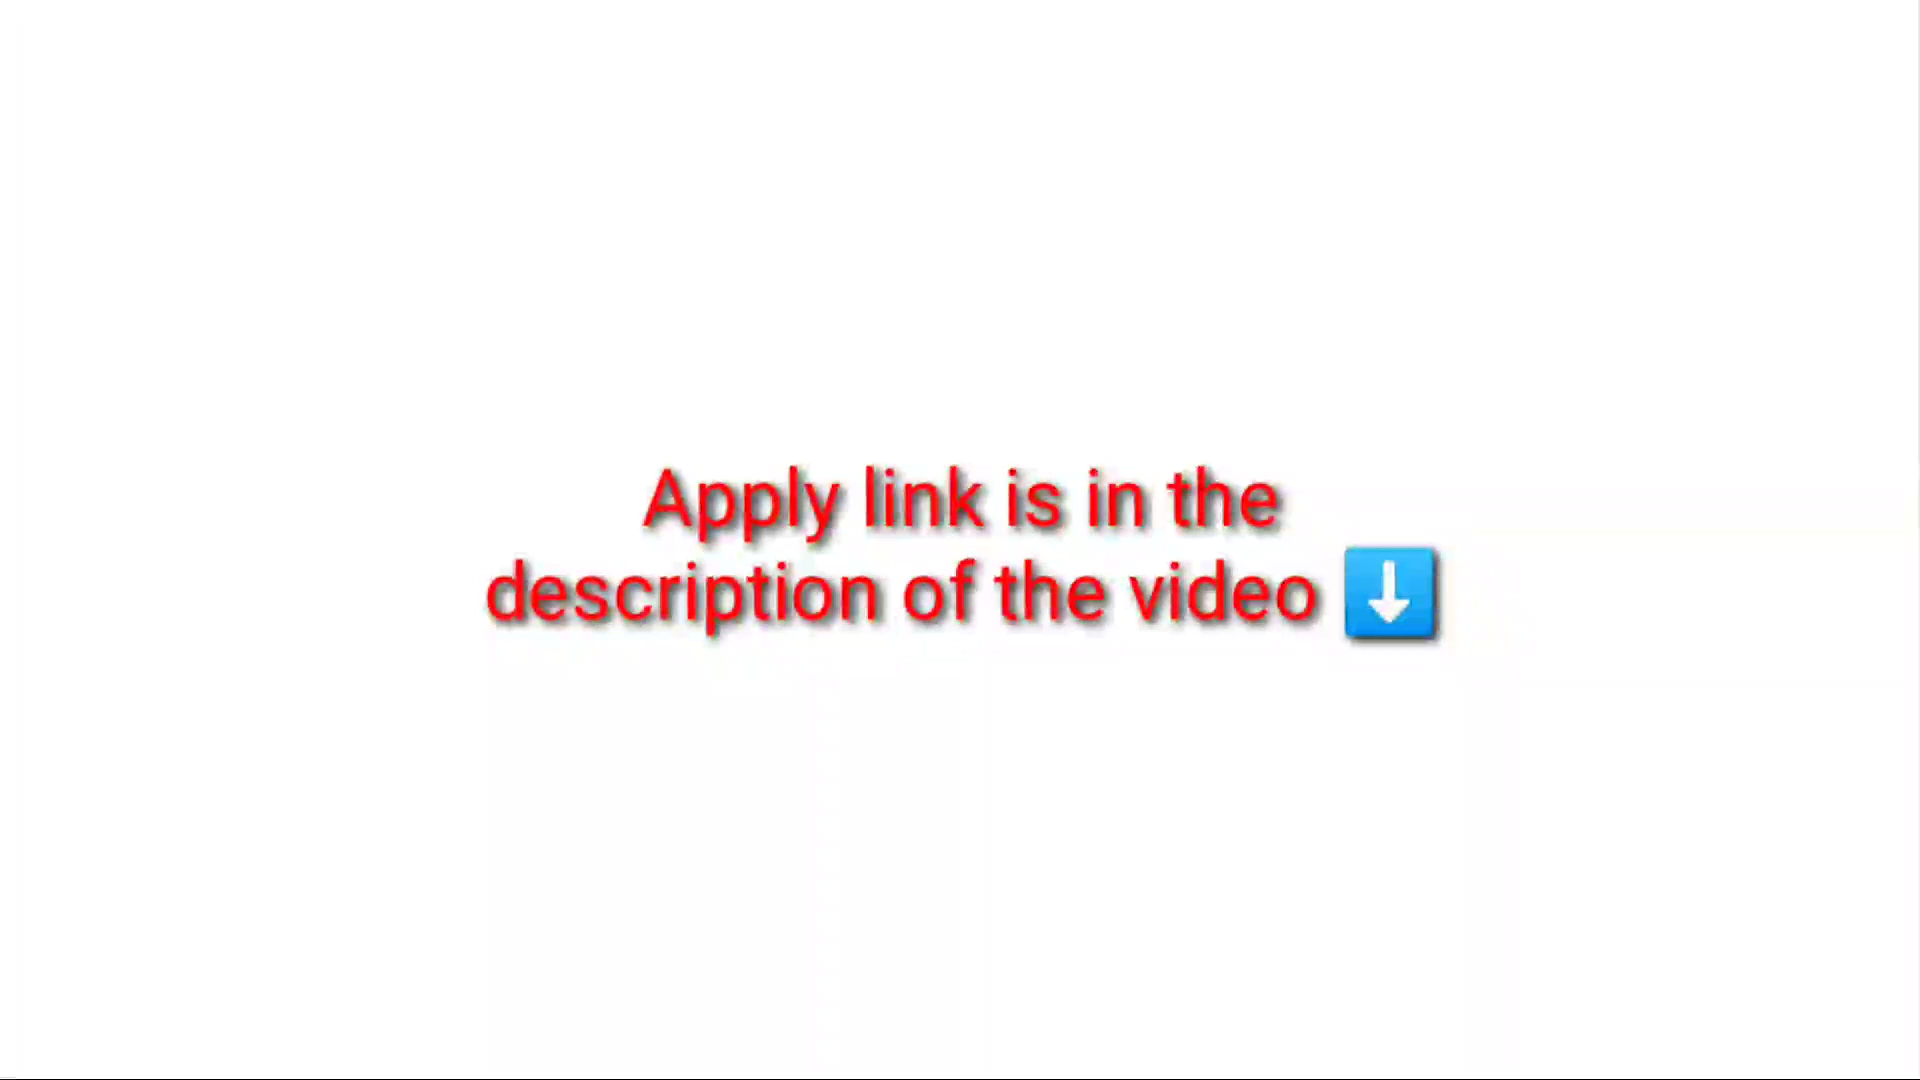 Apply link is in the
description of the video ⬇️